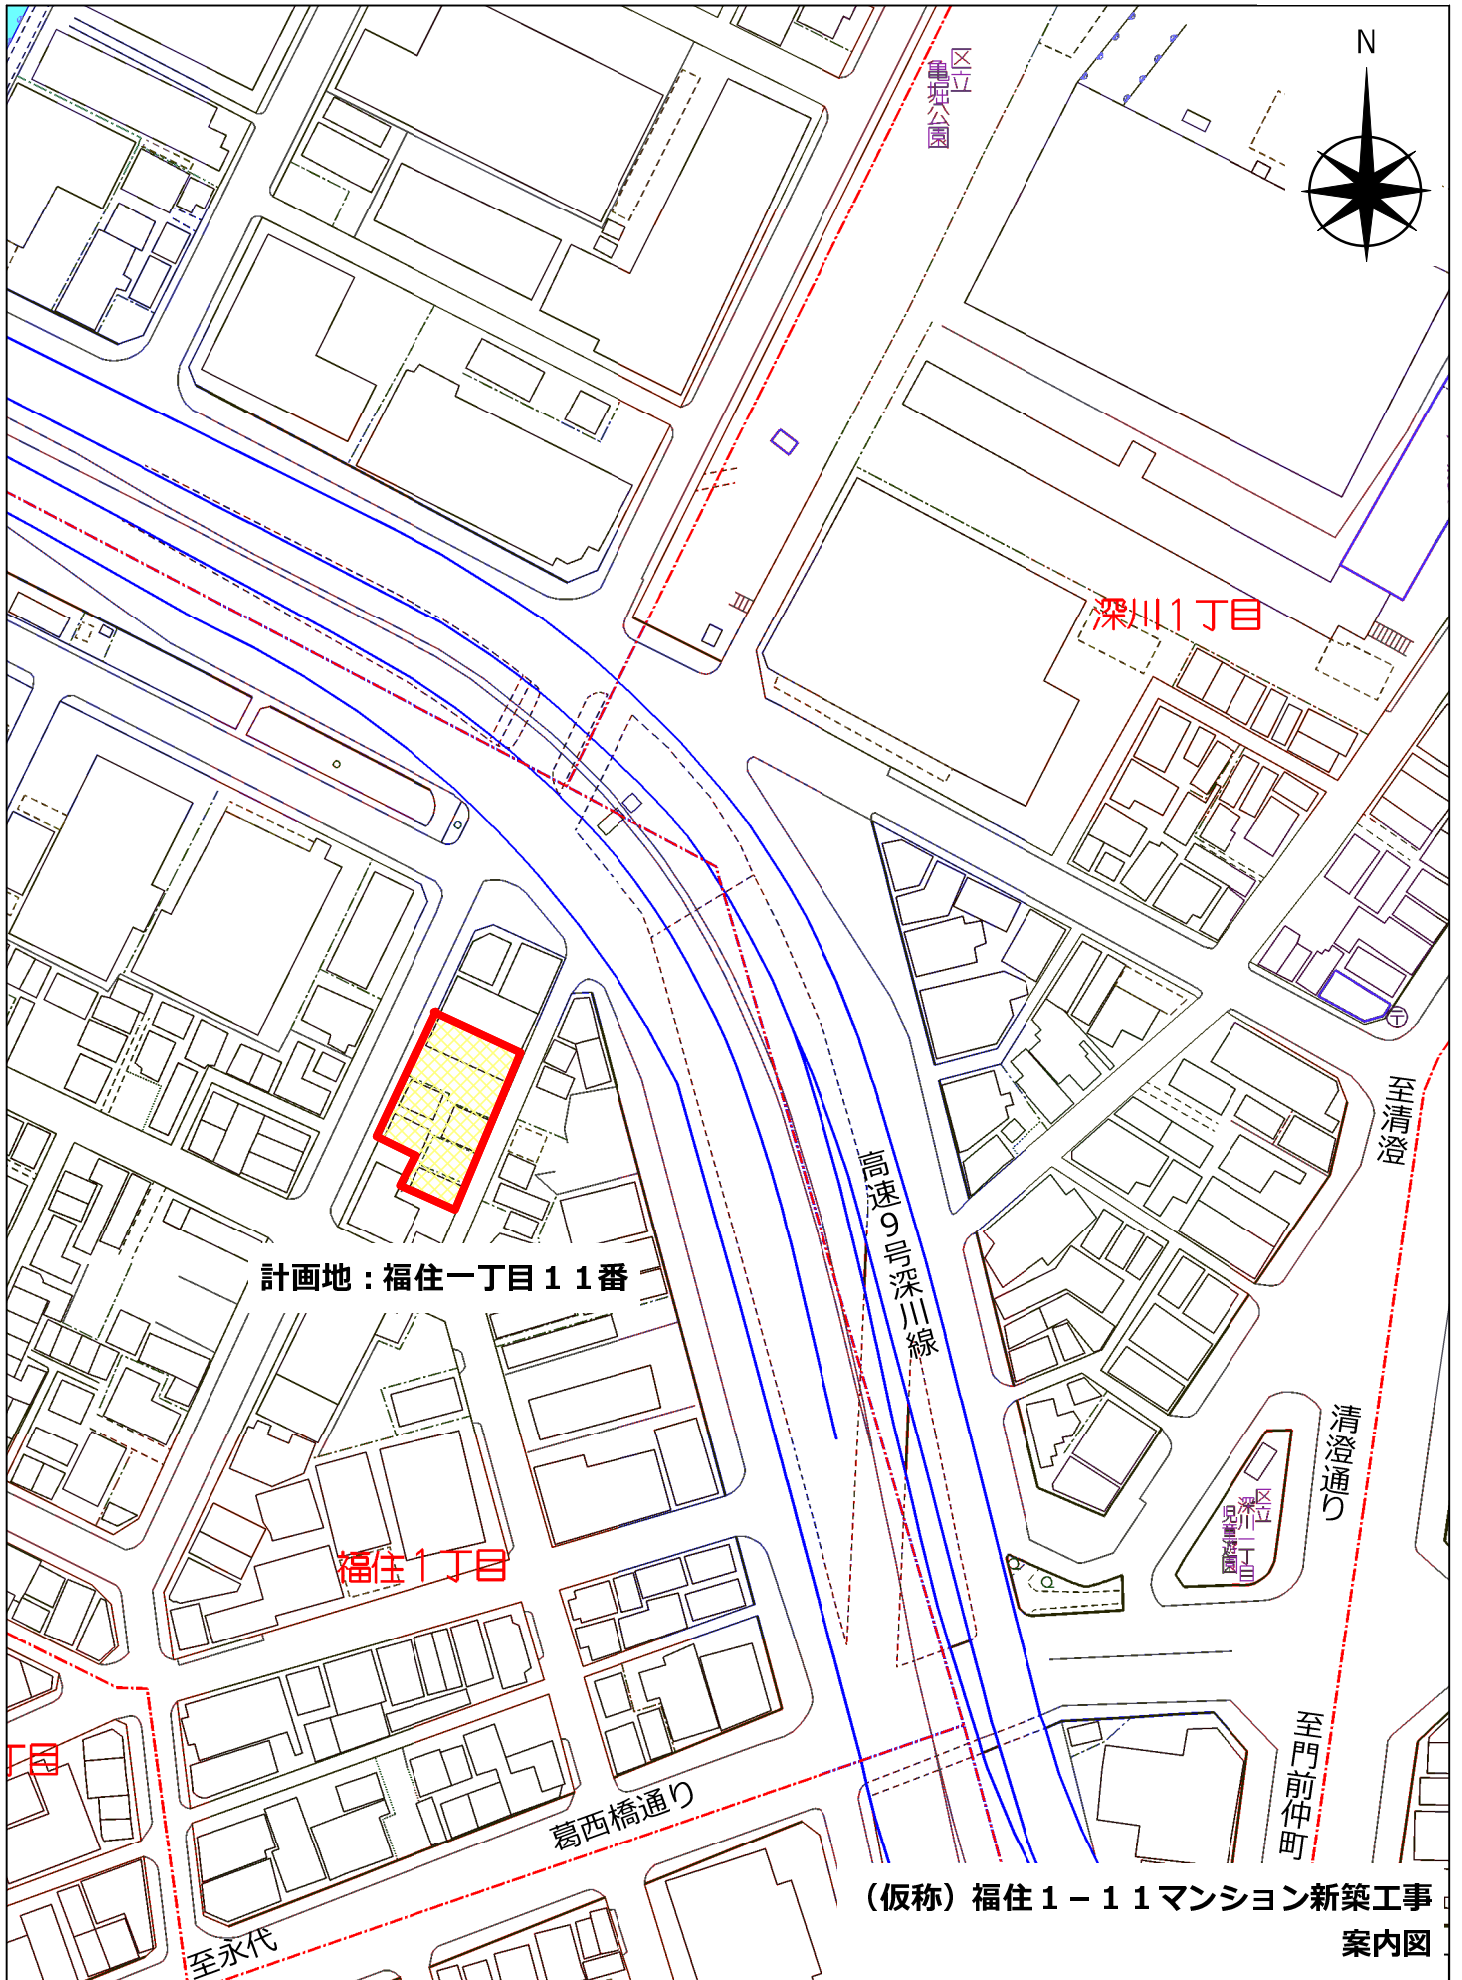 N
区立
亀堀公園
深川1丁目
〒
至清澄
高速9号深川線
計画地：福住一丁目１１番
清澄通り
区立
深川一丁目
児童遊園
福住1丁目
丁目
至門前仲町
葛西橋通り
至永代
（仮称）福住１－１１マンション新築工事
案内図